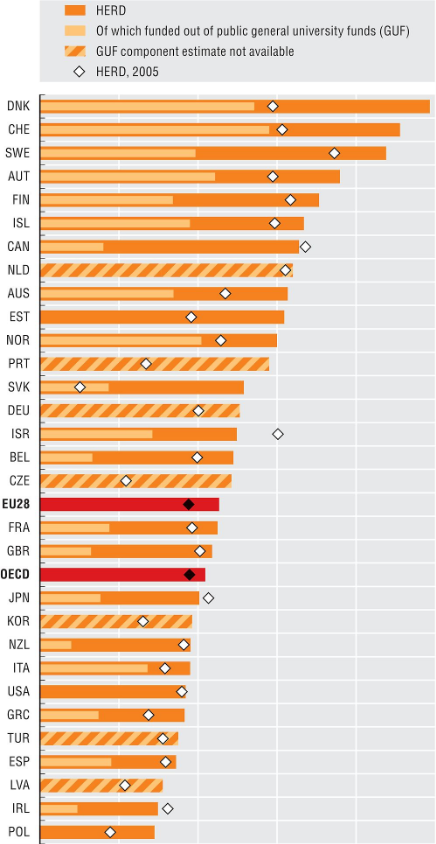 HERD
Of which funded out of public general university funds (GUF)
GUF component estimate not available
HERD, 2005
DNK
CHE
SWE
AUT
FIN
ISL
CAN
NLD
AUS
EST
NOR
PRT
SVK
DEU
ISR
BEL
CZE
EU28
FRA
GBR
OECD
JPN
KOR
NZL
ITA
USA
GRC
TUR
ESP
LVA
IRL
POL